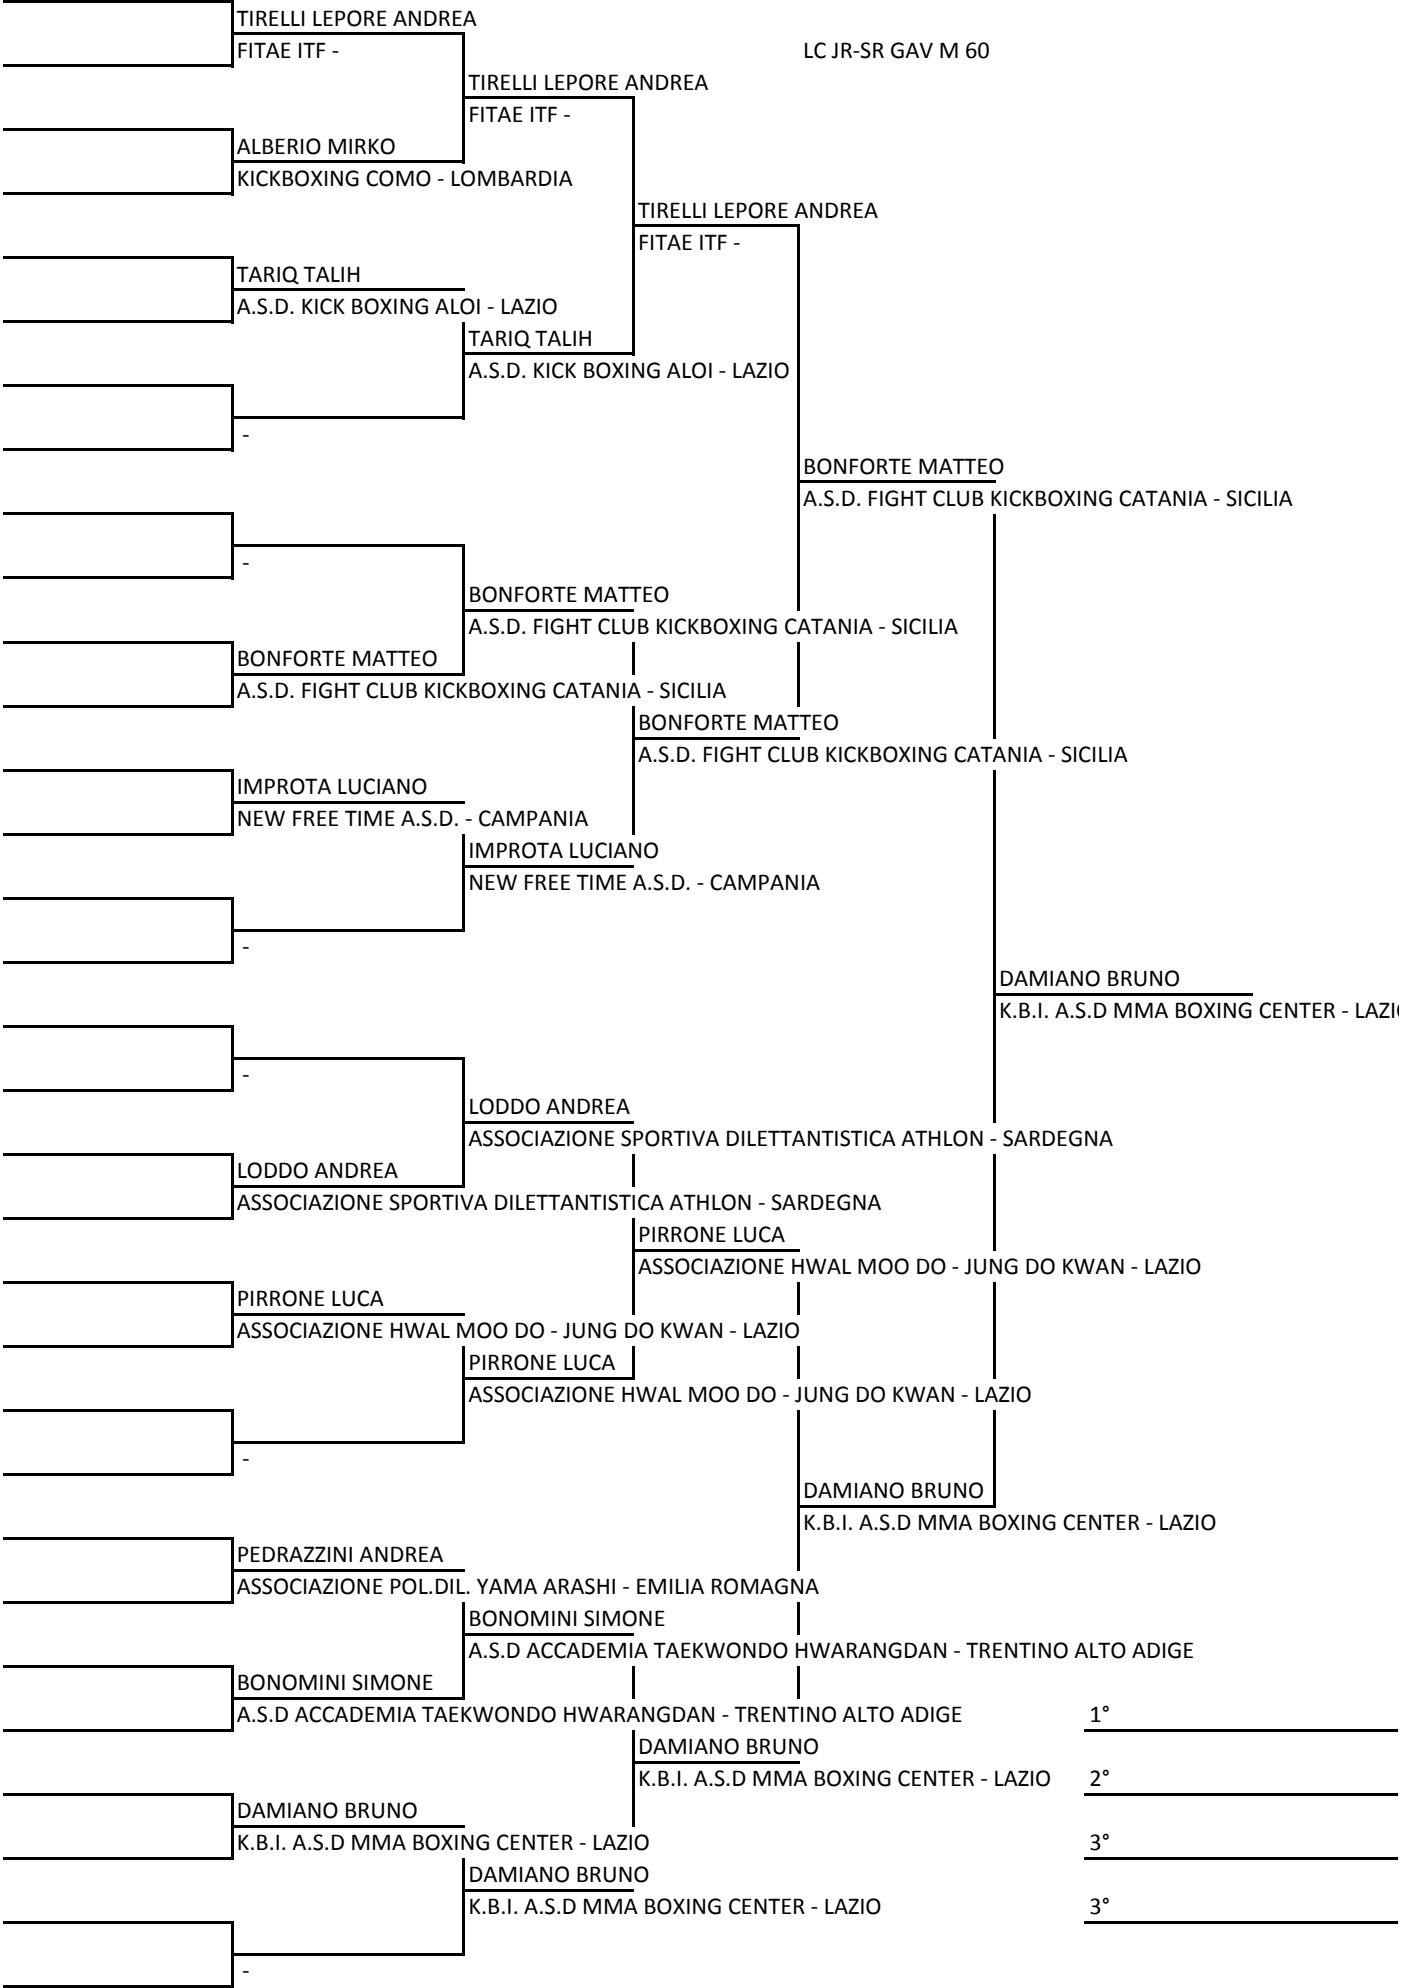 TIRELLI LEPORE ANDREA
FITAE ITF -
LC JR-SR GAV M 60
TIRELLI LEPORE ANDREA
FITAE ITF -
ALBERIO MIRKO
KICKBOXING COMO - LOMBARDIA
TIRELLI LEPORE ANDREA
FITAE ITF -
TARIQ TALIH
A.S.D. KICK BOXING ALOI - LAZIO
TARIQ TALIH
A.S.D. KICK BOXING ALOI - LAZIO
-
BONFORTE MATTEO
A.S.D. FIGHT CLUB KICKBOXING CATANIA - SICILIA
-
BONFORTE MATTEO
A.S.D. FIGHT CLUB KICKBOXING CATANIA - SICILIA
BONFORTE MATTEO
A.S.D. FIGHT CLUB KICKBOXING CATANIA - SICILIA
BONFORTE MATTEO
A.S.D. FIGHT CLUB KICKBOXING CATANIA - SICILIA
IMPROTA LUCIANO
NEW FREE TIME A.S.D. - CAMPANIA
IMPROTA LUCIANO
NEW FREE TIME A.S.D. - CAMPANIA
-
DAMIANO BRUNO
K.B.I. A.S.D MMA BOXING CENTER - LAZI
-
LODDO ANDREA
ASSOCIAZIONE SPORTIVA DILETTANTISTICA ATHLON - SARDEGNA
LODDO ANDREA
ASSOCIAZIONE SPORTIVA DILETTANTISTICA ATHLON - SARDEGNA
PIRRONE LUCA
ASSOCIAZIONE HWAL MOO DO - JUNG DO KWAN - LAZIO
PIRRONE LUCA
ASSOCIAZIONE HWAL MOO DO - JUNG DO KWAN - LAZIO
PIRRONE LUCA
ASSOCIAZIONE HWAL MOO DO - JUNG DO KWAN - LAZIO
-
DAMIANO BRUNO
K.B.I. A.S.D MMA BOXING CENTER - LAZIO
PEDRAZZINI ANDREA
ASSOCIAZIONE POL.DIL. YAMA ARASHI - EMILIA ROMAGNA
BONOMINI SIMONE
A.S.D ACCADEMIA TAEKWONDO HWARANGDAN - TRENTINO ALTO ADIGE
BONOMINI SIMONE
A.S.D ACCADEMIA TAEKWONDO HWARANGDAN - TRENTINO ALTO ADIGE
1°
DAMIANO BRUNO
K.B.I. A.S.D MMA BOXING CENTER - LAZIO
2°
DAMIANO BRUNO
K.B.I. A.S.D MMA BOXING CENTER - LAZIO
3°
DAMIANO BRUNO
K.B.I. A.S.D MMA BOXING CENTER - LAZIO
3°
-